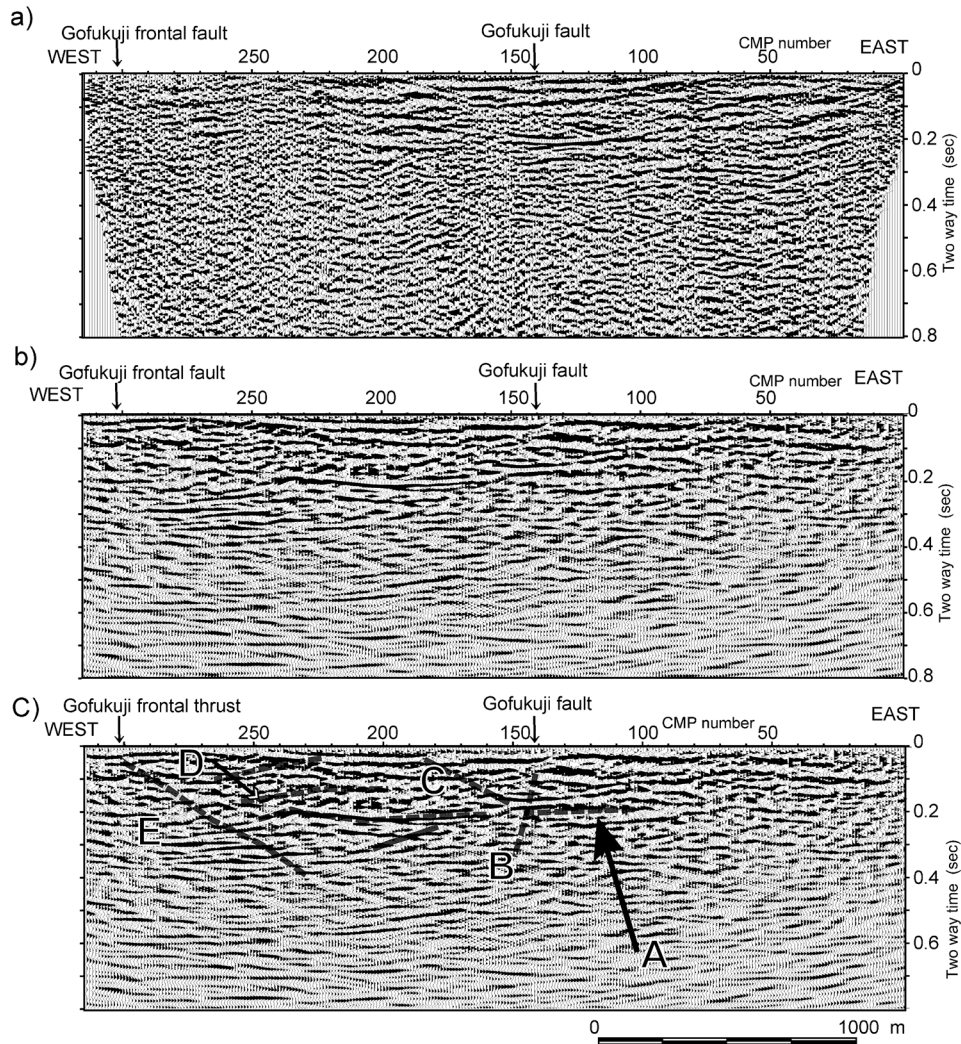 a)
Gofukuji frontal fault
Gofukuji fault
WEST
250
200
150
100
CMP number
50
EAST
0
0.2
0.4
0.6
0.8
Two way time (sec)
b)
Gofukuji frontal fault
Gofukuji fault
WEST
250
200
150
100
CMP number
50
EAST
0
0.2
0.4
0.6
0.8
Two way time (sec)
C)
Gofukuji frontal thrust
Gofukuji fault
WEST
250
200
150
100
CMP number
50
EAST
0
0.2
0.4
0.6
Two way time (sec)
D
C
E
B
A
0
1000 m